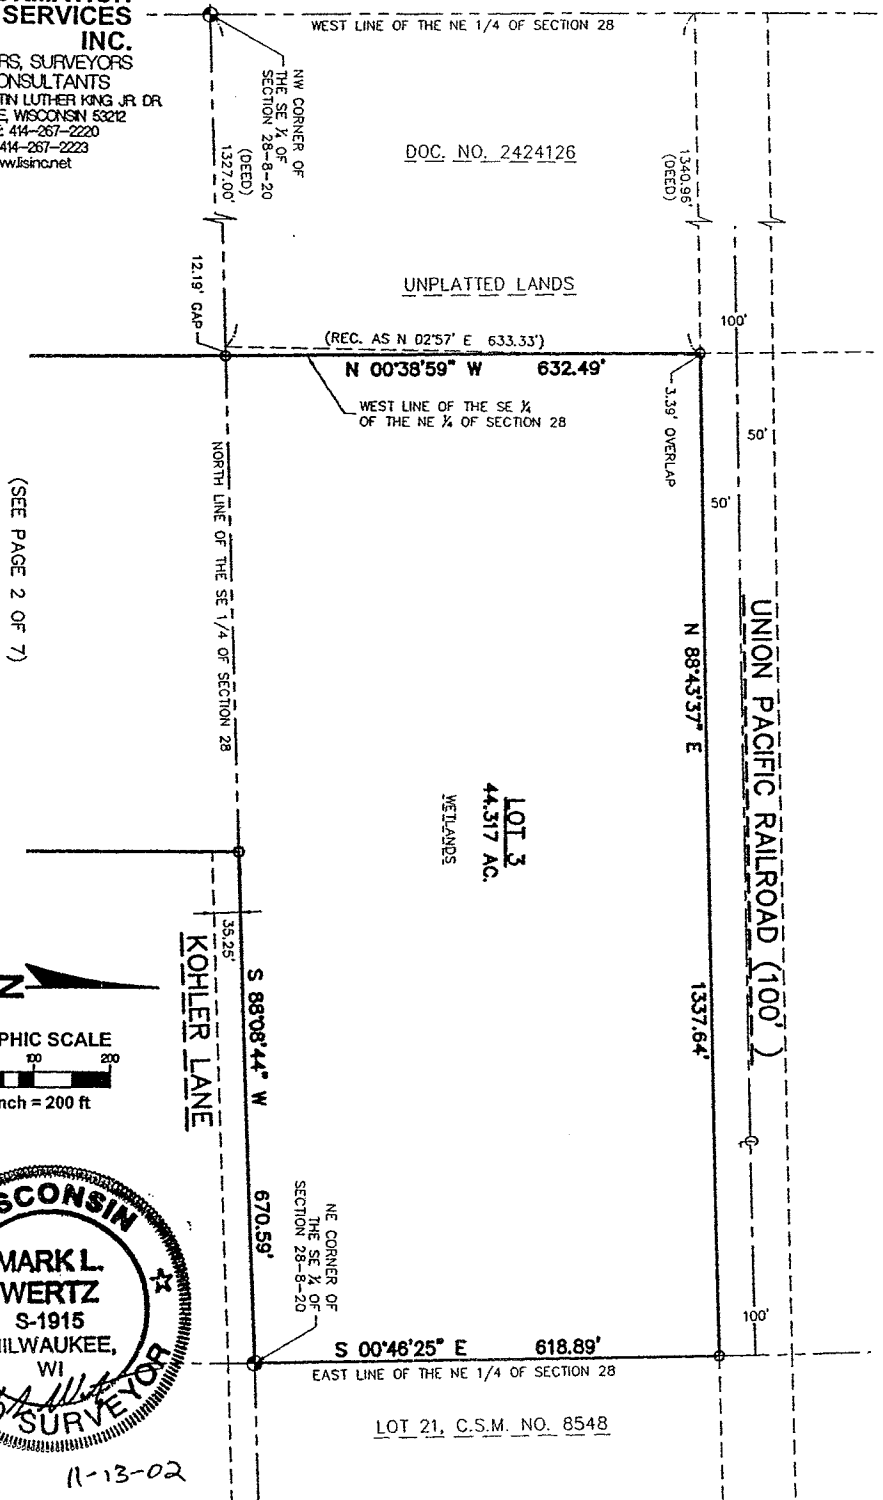 SERVICES
INC.
RS, SURVEYORS
ONSULTANTS
TIN LUTHER KING JR DR
E, WISCONSIN 53212
: 414-267-2220
414-267-2223
ww.lisinc.net
WEST LINE OF THE NE 1/4 OF SECTION 28
NW CORNER OF
THE SE ¼ OF
SECTION 28-8-20
(DEED)
1327.00'
DOC. NO. 2424126
1340.96'
(DEED)
UNPLATTED LANDS
12.19' GAP
100'
(REC. AS N 02°57' E 633.33')
N 00°38'59" W 632.49'
WEST LINE OF THE SE ¼
OF THE NE ¼ OF SECTION 28
3.39' OVERLAP
50'
50'
NORTH LINE OF THE SE 1/4 OF SECTION 28
(SEE PAGE 2 OF 7)
N 88°43'37" E
1337.64'
UNION PACIFIC RAILROAD (100')
LOT 3
44.317 AC.
WETLANDS
35.25'
KOHLER LANE
S 88°08'44" W
670.59'
N
PHIC SCALE
100 200
nch = 200 ft
NE CORNER OF
THE SE ¼ OF
SECTION 28-8-20
100'
S 00°46'25" E 618.89'
EAST LINE OF THE NE 1/4 OF SECTION 28
LOT 21, C.S.M. NO. 8548
SCONSIN
MARK L.
WERTZ
S-1915
ILWAUKEE,
WI
SURVEYOR
11-13-02